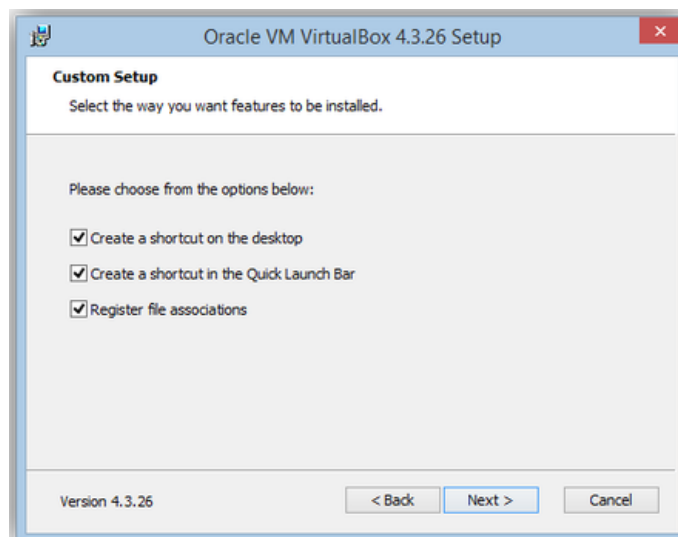 Oracle VM VirtualBox 4.3.26 Setup
Custom Setup
Select the way you want features to be installed.
Please choose from the options below:
Create a shortcut on the desktop
Create a shortcut in the Quick Launch Bar
Register file associations
Version 4.3.26
< Back
Next >
Cancel